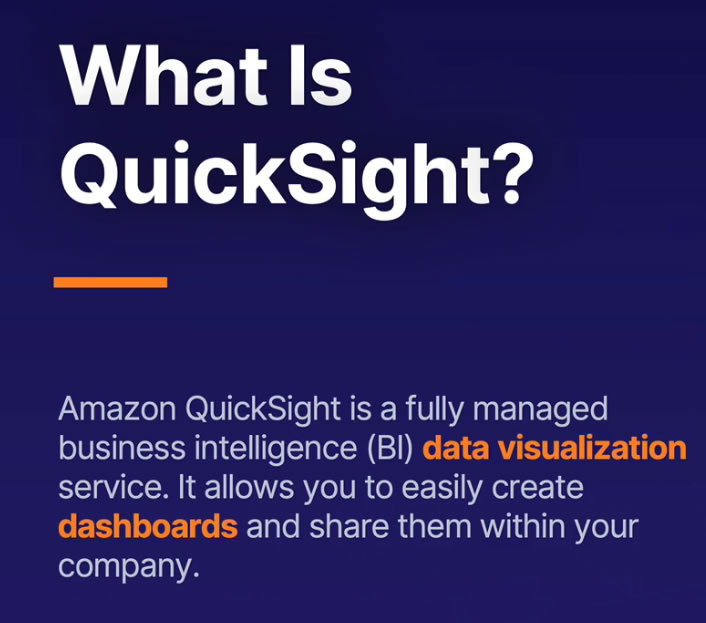 What Is
QuickSight?
Amazon QuickSight is a fully managed
business intelligence (BI) data visualization
service. It allows you to easily create
dashboards and share them within your
company.